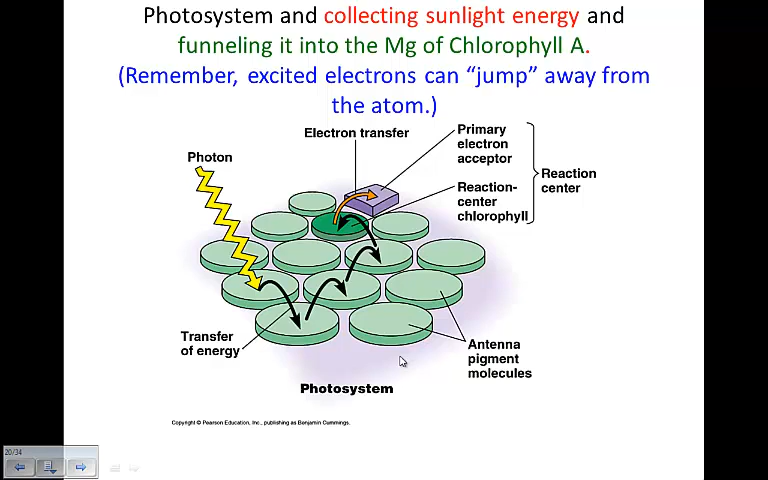 Photosystem and collecting sunlight energy and
funneling it into the Mg of Chlorophyll A.
(Remember, excited electrons can “jump” away from
the atom.)
Electron transfer
Primary
electron
acceptor
Photon
Reaction
center
Reaction-
center
chlorophyll
Transfer
of energy
Antenna
pigment
molecules
Photosystem
Copyright © Pearson Education, Inc., publishing as Benjamin Cummings.
20/34